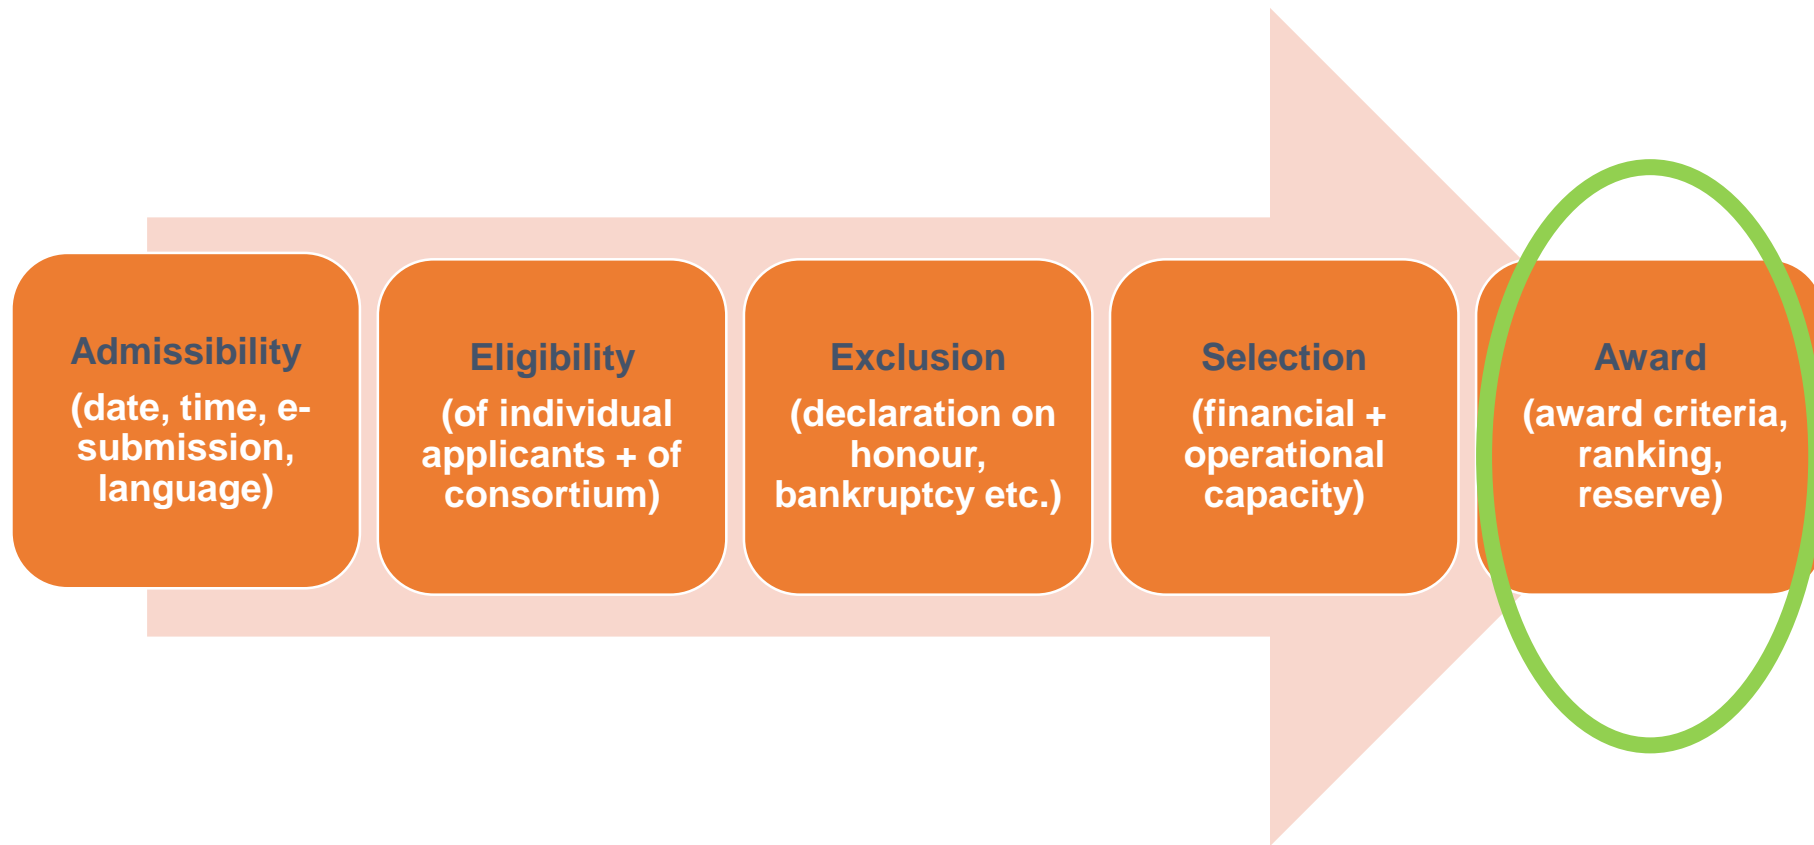 Admissibility
(date, time, e-
submission,
language)
Eligibility
(of individual
applicants + of
consortium)
Exclusion
(declaration on
honour,
bankruptcy etc.)
Selection
(financial +
operational
capacity)
Award
(award criteria,
ranking,
reserve)